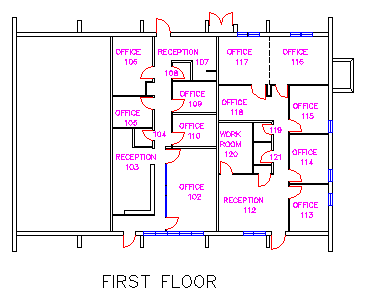 OFFICE
106
RECEPTION
107
108
OFFICE
117
OFFICE
116
OFFICE
109
OFFICE
118
OFFICE
115
OFFICE
105
104
OFFICE
110
WORK
ROOM
120
119
121
OFFICE
114
RECEPTION
103
OFFICE
102
RECEPTION
112
OFFICE
113
FIRST FLOOR